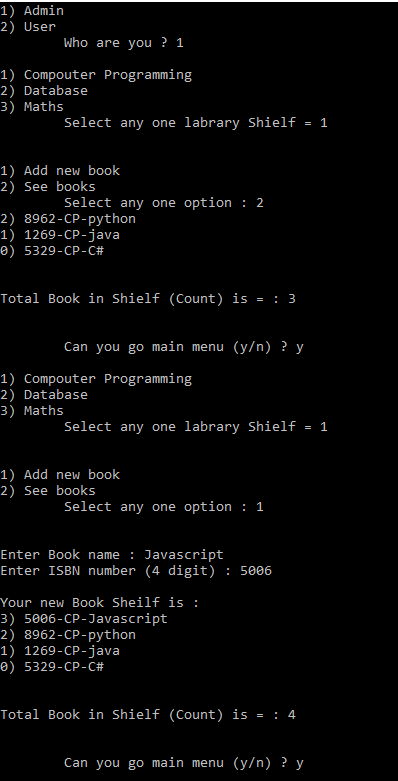 1) Admin
2) User
Who are you ? 1
1) Compouter Programming
2) Database
3) Maths
Select any one labrary Shielf = 1
1) Add new book
2) See books
Select any one option : 2
2) 8962-CP-python
1) 1269-CP-java
0) 5329-CP-C#
Total Book in Shielf (Count) is = : 3
Can you go main menu (y/n) ? y
1) Compouter Programming
2) Database
3) Maths
Select any one labrary Shielf = 1
1) Add new book
2) See books
Select any one option : 1
Enter Book name : Javascript
Enter ISBN number (4 digit) : 5006
Your new Book Sheilf is :
3) 5006-CP-Javascript
2) 8962-CP-python
1) 1269-CP-java
0) 5329-CP-C#
Total Book in Shielf (Count) is = : 4
Can you go main menu (y/n) ? y